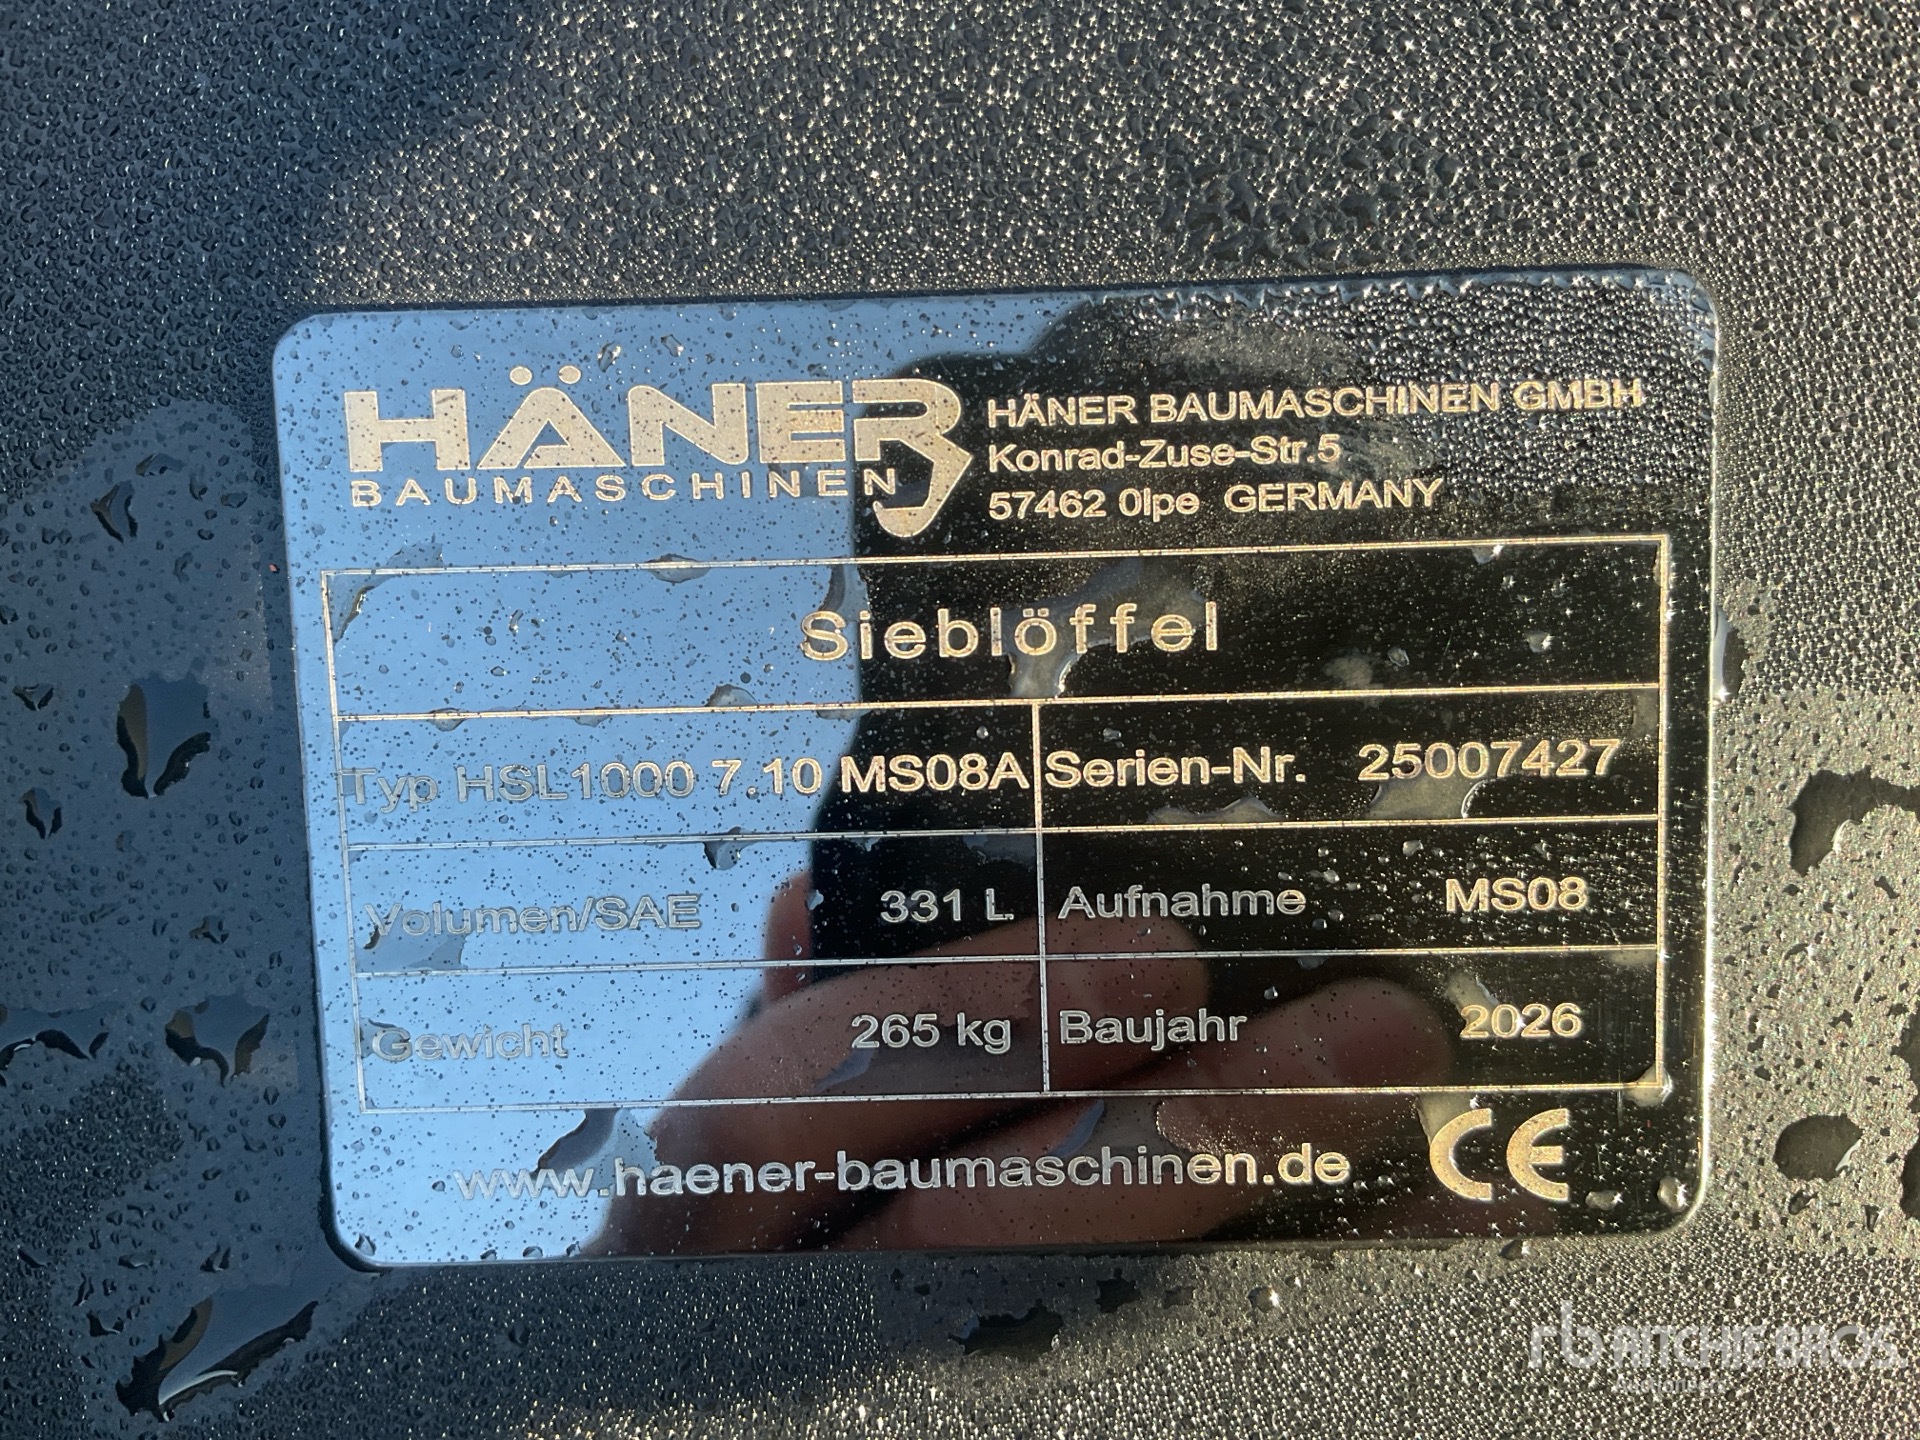 HÄNER
BAUMASCHINEN
HÄNER BAUMASCHINEN GMBH
Konrad-Zuse-Str.5
57462 Olpe GERMANY
Sieblöffel
Typ HSL1000 7.10 MS08A
Serien-Nr. 25007427
Volumen/SAE 331 L
Aufnahme MS08
Gewicht 265 kg
Baujahr 2026
www.haener-baumaschinen.de
CE
rb RITCHIE BROS.
Auctioneers